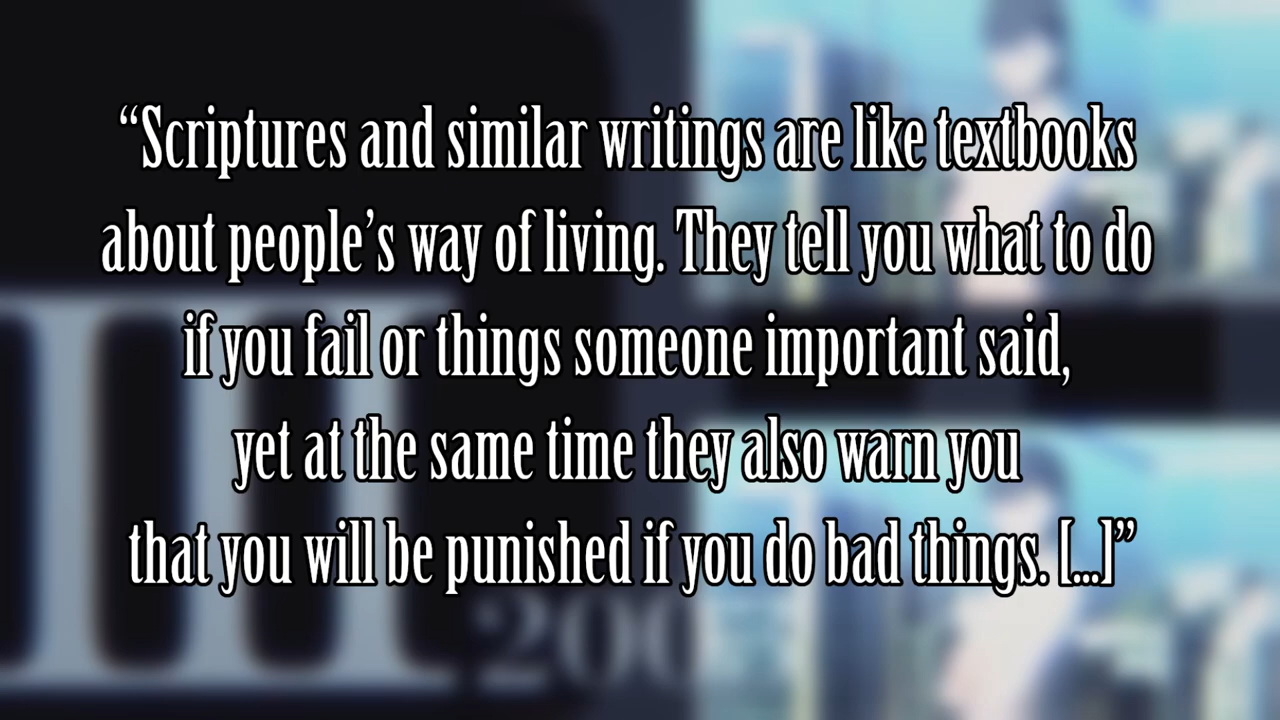 “Scriptures and similar writings are like textbooks
about people’s way of living. They tell you what to do
if you fail or things someone important said,
yet at the same time they also warn you
that you will be punished if you do bad things. [...]”
III
200